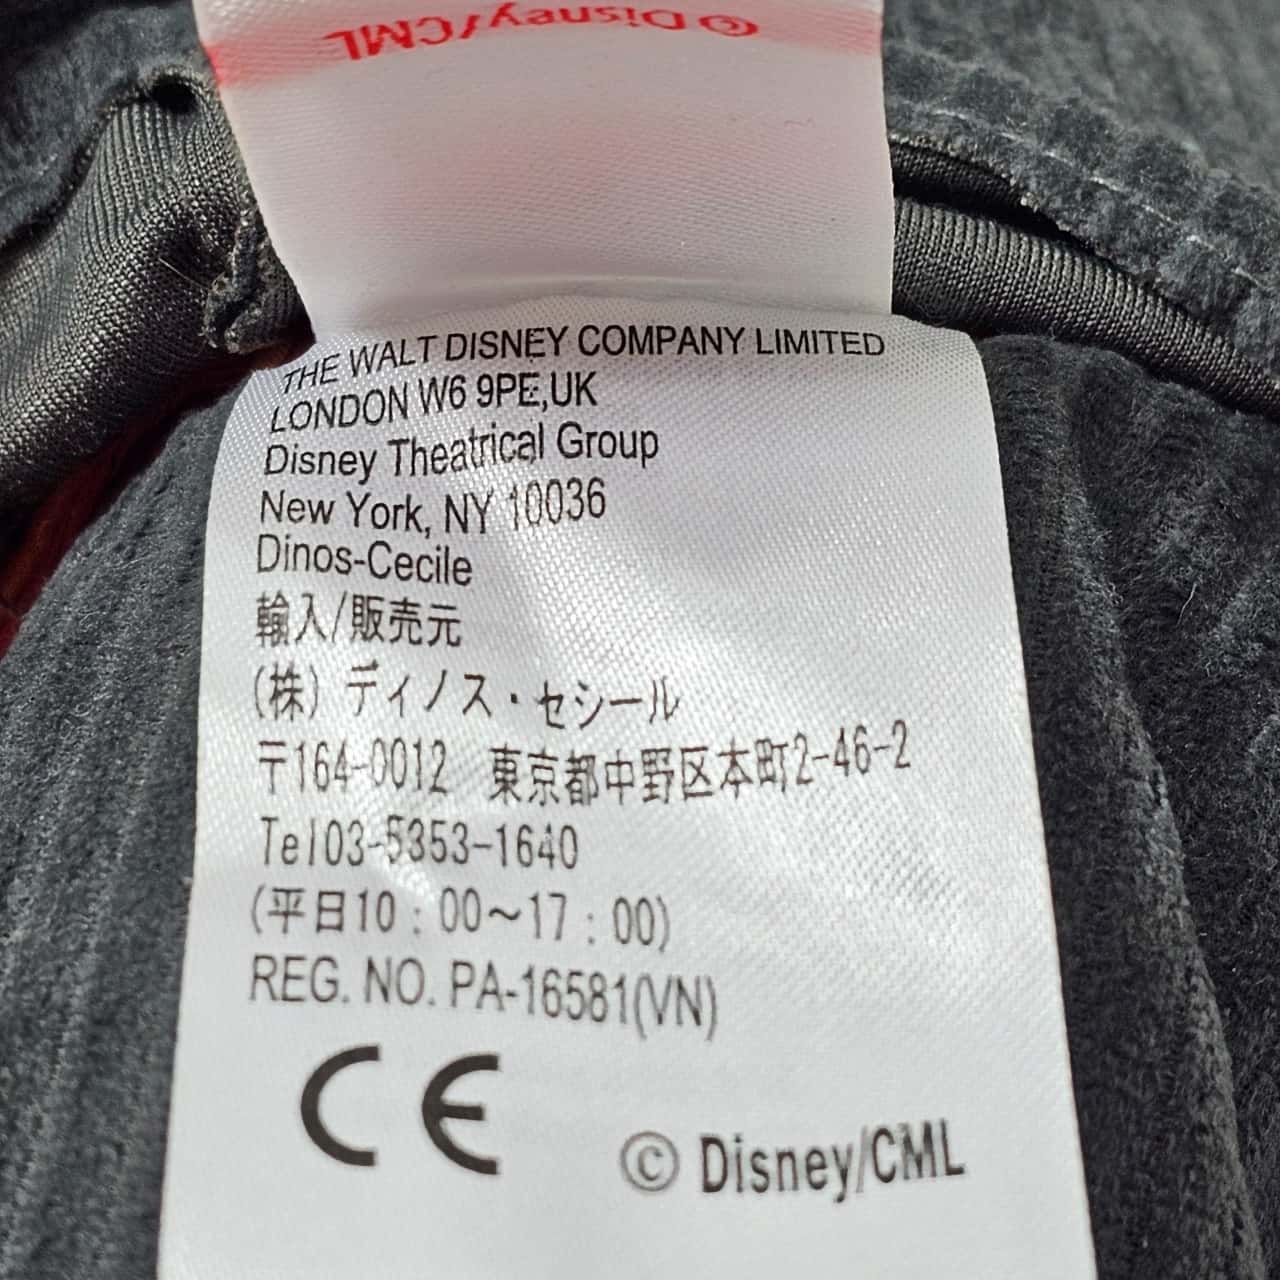 © Disney/CML
THE WALT DISNEY COMPANY LIMITED
LONDON W6 9PE,UK
Disney Theatrical Group
New York, NY 10036
Dinos-Cecile
輸入/販売元
(株) ディノス・セシール
〒164-0012 東京都中野区本町2-46-2
Tel03-5353-1640
(平日10:00~17:00)
REG. NO. PA-16581(VN)
CE
© Disney/CML